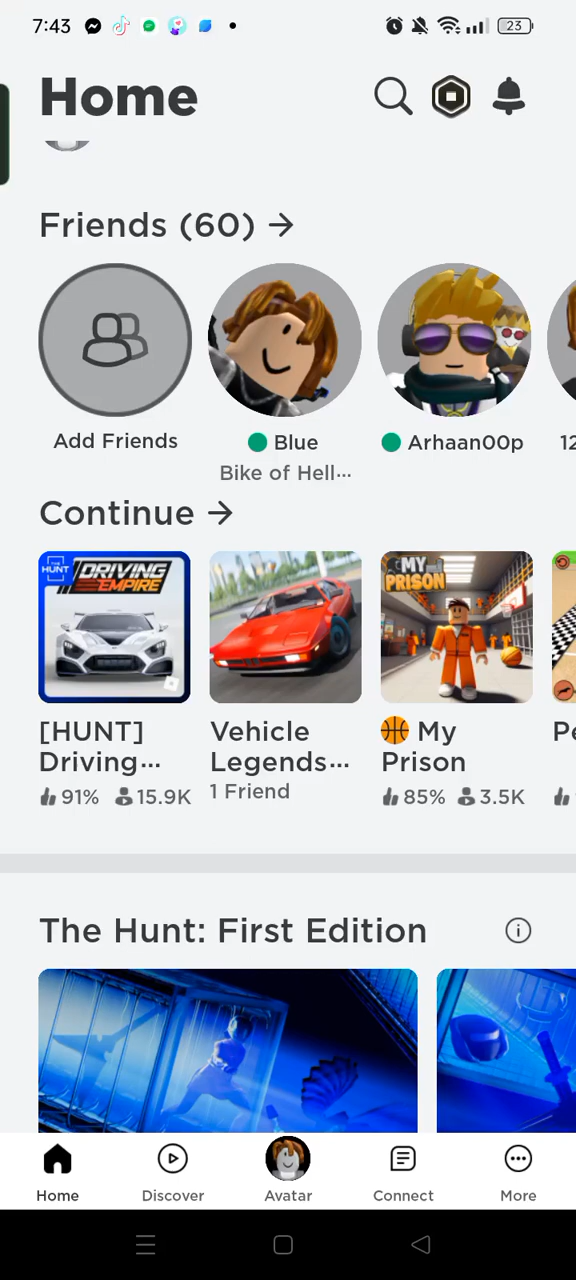 7:43
23
Home
Friends (60)
Add Friends
Blue
Arhaan00p
12
Bike of Hell...
Continue
THE HUNT
DRIVING
EMPIRE
MY
PRISON
[HUNT]
Driving...
Vehicle
Legends...
My
Prison
Pe
91% 15.9K
1 Friend
85% 3.5K
The Hunt: First Edition
Home
Discover
Avatar
Connect
More